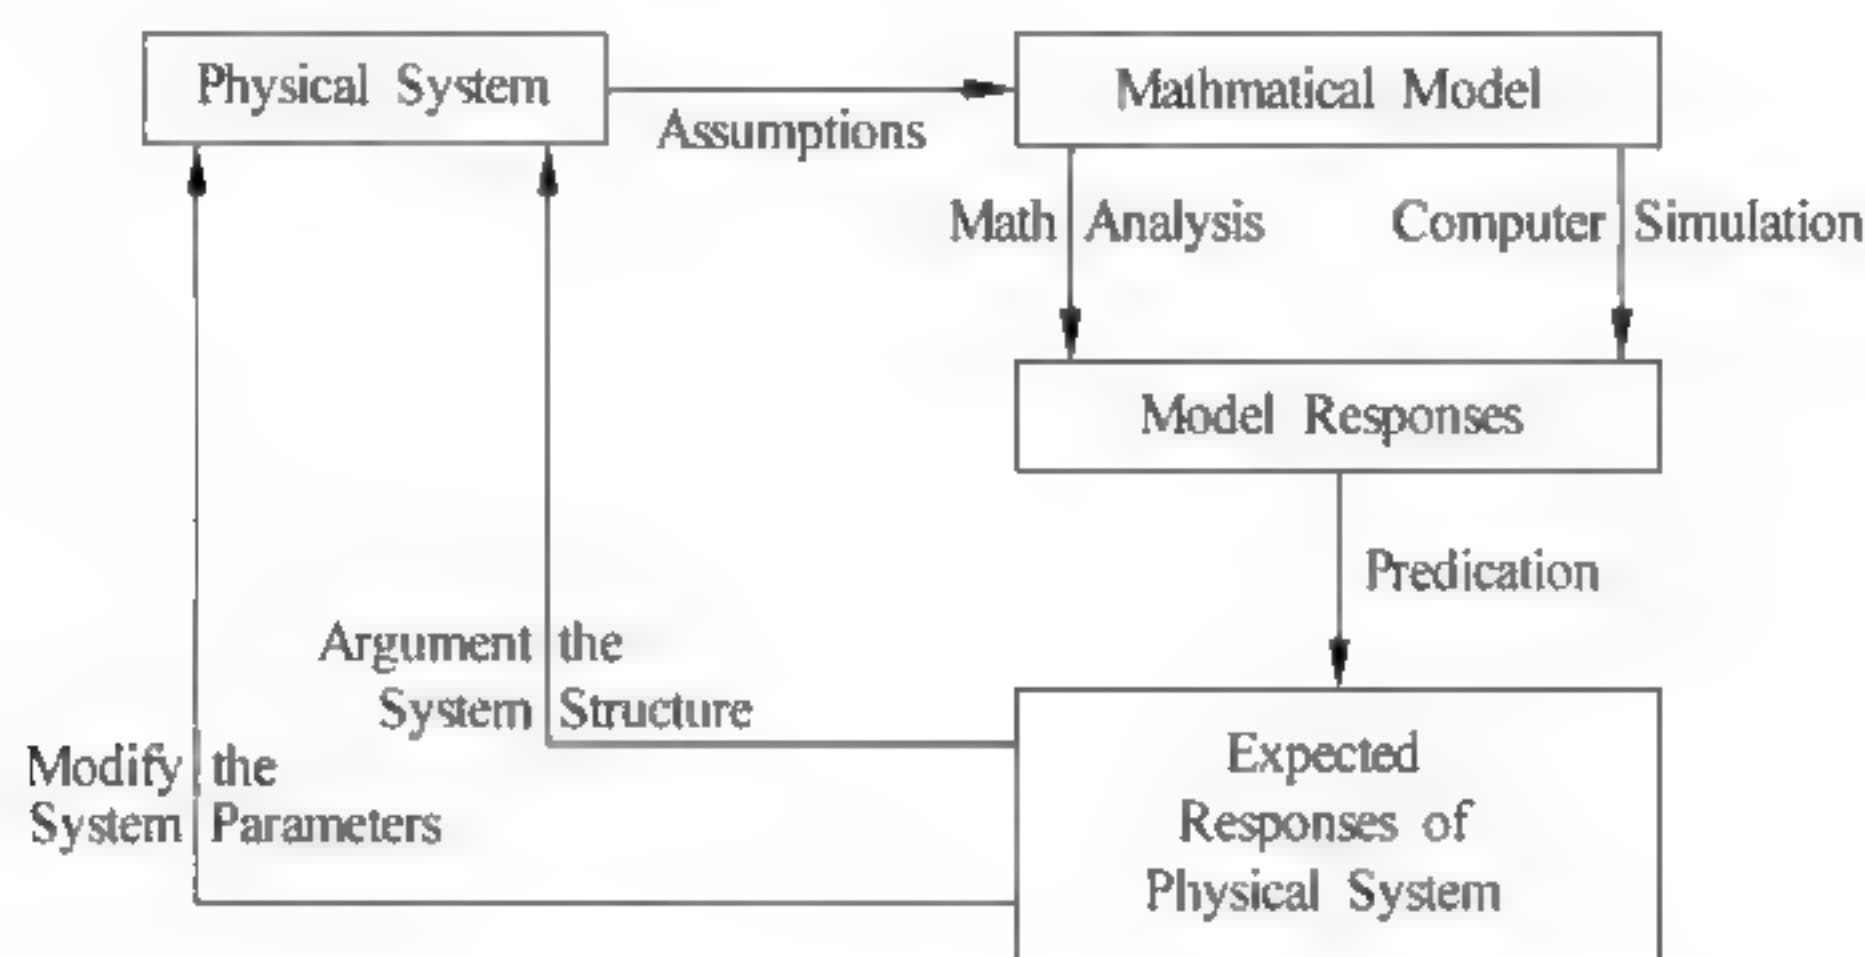 Physical System
Assumptions
Mathmatical Model
Math Analysis
Computer Simulation
Model Responses
Predication
Argument the
System Structure
Modify the
System Parameters
Expected
Responses of
Physical System